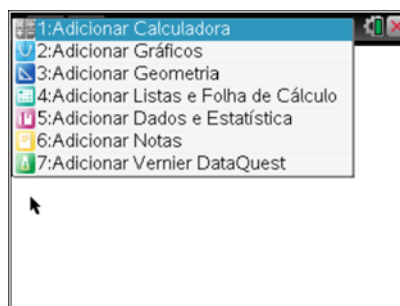 1:Adicionar Calculadora
2:Adicionar Gráficos
3:Adicionar Geometria
4:Adicionar Listas e Folha de Cálculo
5:Adicionar Dados e Estatística
6:Adicionar Notas
7:Adicionar Vernier DataQuest